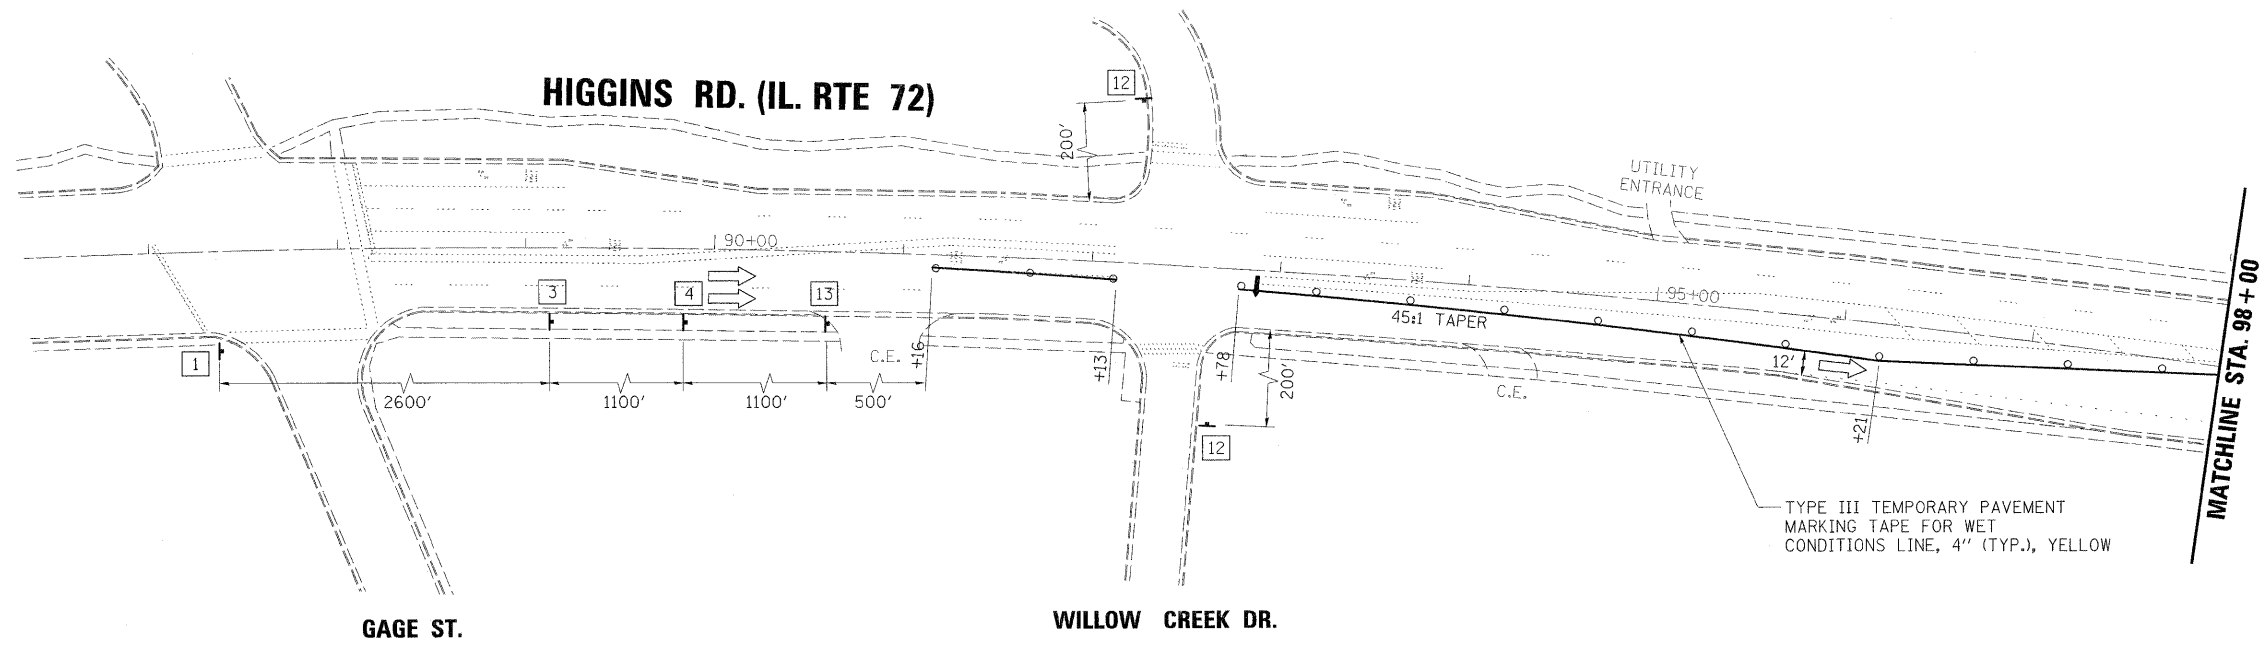 HIGGINS RD. (IL. RTE 72)
12
200'
UTILITY
ENTRANCE
90+00
95+00
3
4
13
1
45:1 TAPER
12'
C.E.
+16
+13
+78
200'
C.E.
+21
2600'
1100'
1100'
500'
12
MATCHLINE STA. 98+00
TYPE III TEMPORARY PAVEMENT
MARKING TAPE FOR WET
CONDITIONS LINE, 4" (TYP.), YELLOW
GAGE ST.
WILLOW CREEK DR.